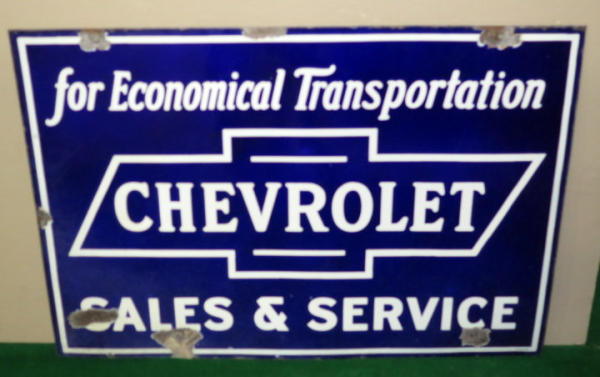 for Economical Transportation
CHEVROLET
SALES & SERVICE